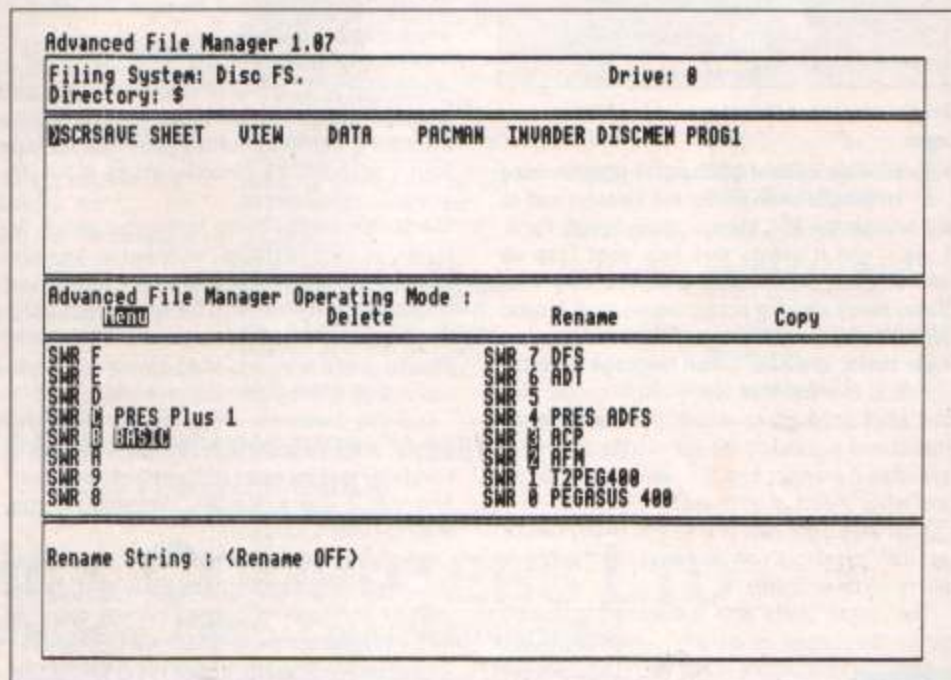 Advanced File Manager 1.07
Filing System: Disc FS. Drive: 0
Directory: $
SCRSAVE SHEET VIEW DATA PACMAN INVADER DISCMEN PROG1
Advanced File Manager Operating Mode :
Menu Delete Rename Copy
SWR F SWR 7 DFS
SWR E SWR 6 ADT
SWR D SWR 5
SWR C PRES Plus 1 SWR 4 PRES ADFS
SWR B BASIC SWR 3 ACP
SWR A SWR 2 AFM
SWR 9 SWR 1 T2PEG400
SWR 8 SWR 0 PEGASUS 400
Rename String : <Rename OFF>